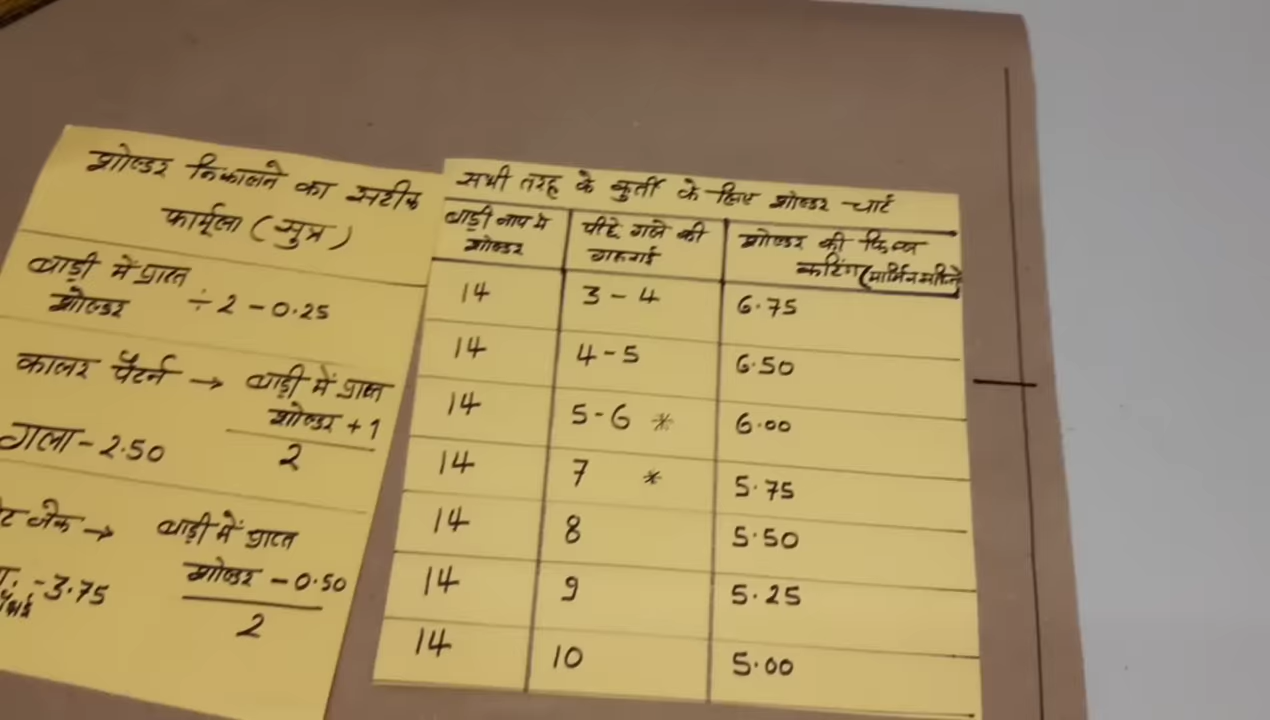 शोल्डर निकालने का सटीक
फार्मूला (सुत्र)
बाड़ी में प्राप्त
शोल्डर ÷ 2 - 0.25
कालर पैटर्न → बाड़ी में प्राप्त
शोल्डर + 1
2
गला - 2.50
नेक → बाड़ी में प्राप्त
शोल्डर - 0.50
2
- 3.75
सभी तरह के कुर्ती के लिए शोल्डर चार्ट
बाड़ी नाप में शोल्डर पीछे गले की गहराई शोल्डर की फिक्स कटिंग (मार्जिन सहित)
14 3-4 6.75
14 4-5 6.50
14 5-6 * 6.00
14 7 * 5.75
14 8 5.50
14 9 5.25
14 10 5.00